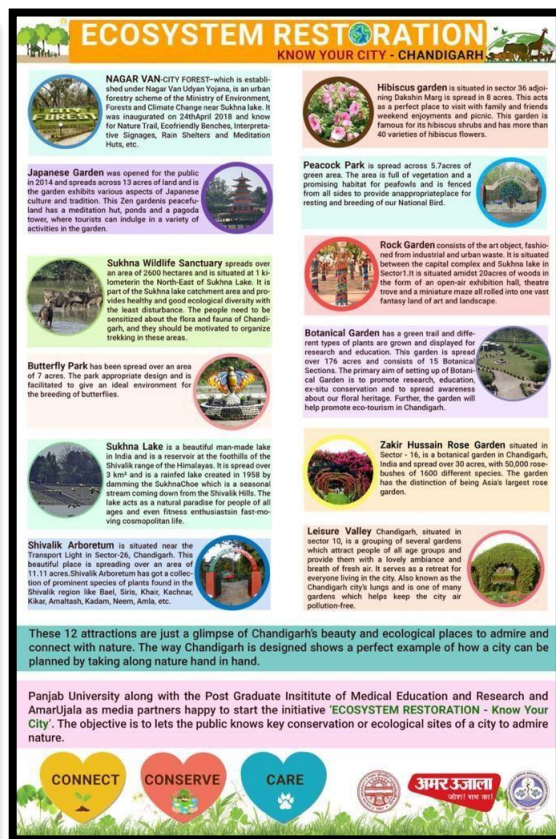 ECOSYSTEM RESTORATION
KNOW YOUR CITY - CHANDIGARH
CITY FOREST
NAGAR VAN-CITY FOREST–which is establi-
shed under Nagar Van Udyan Yojana, is an urban
forestry scheme of the Ministry of Environment,
Forests and Climate Change near Sukhna lake. It
was inaugurated on 24thApril 2018 and know
for Nature Trail, Ecofriendly Benches, Interpreta-
tive Signages, Rain Shelters and Meditation
Huts, etc.
Japanese Garden was opened for the public
in 2014 and spreads across 13 acres of land and is
the garden exhibits various aspects of Japanese
culture and tradition. This Zen gardenis peacefu-
land has a meditation hut, ponds and a pagoda
tower, where tourists can indulge in a variety of
activities in the garden.
Sukhna Wildlife Sanctuary spreads over
an area of 2600 hectares and is situated at 1 ki-
lometerin the North-East of Sukhna Lake. It is
part of the Sukhna lake catchment area and pro-
vides healthy and good ecological diversity with
the least disturbance. The people need to be
sensitized about the flora and fauna of Chandi-
garh, and they should be motivated to organize
trekking in these areas.
Butterfly Park has been spread over an area
of 7 acres. The park appropriate design and is
facilitated to give an ideal environment for
the breeding of butterflies.
Sukhna Lake is a beautiful man-made lake
in India and is a reservoir at the foothills of the
Shivalik range of the Himalayas. It is spread over
3 km² and is a rainfed lake created in 1958 by
damming the SukhnaChoe which is a seasonal
stream coming down from the Shivalik Hills. The
lake acts as a natural paradise for people of all
ages and even fitness enthusiastsin fast-mo-
ving cosmopolitan life.
Shivalik Arboretum is situated near the
Transport Light in Sector-26, Chandigarh. This
beautiful place is spreading over an area of
11.11 acres.Shivalik Arboretum has got a collec-
tion of prominent species of plants found in the
Shivalik region like Bael, Siris, Khair, Kachnar,
Kikar, Amaltash, Kadam, Neem, Amla, etc.
Hibiscus garden is situated in sector 36 adjoi-
ning Dakshin Marg is spread in 8 acres. This acts
as a perfect place to visit with family and friends
weekend enjoyments and picnic. This garden is
famous for its hibiscus shrubs and has more than
40 varieties of hibiscus flowers.
Peacock Park is spread across 5.7acres of
green area. The area is full of vegetation and a
promising habitat for peafowls and is fenced
from all sides to provide anappropriateplace for
resting and breeding of our National Bird.
Rock Garden consists of the art object, fashio-
ned from industrial and urban waste. It is situated
between the capital complex and Sukhna lake in
Sector1.It is situated amidst 20acres of woods in
the form of an open-air exhibition hall, theatre
trove and a miniature maze all rolled into one vast
fantasy land of art and landscape.
Botanical Garden has a green trail and diffe-
rent types of plants are grown and displayed for
research and education. This garden is spread
over 176 acres and consists of 15 Botanical
Sections. The primary aim of setting up of Botani-
cal Garden is to promote research, education,
ex-situ conservation and to spread awareness
about our floral heritage. Further, the garden will
help promote eco-tourism in Chandigarh.
Zakir Hussain Rose Garden situated in
Sector - 16, is a botanical garden in Chandigarh,
India and spread over 30 acres, with 50,000 rose-
bushes of 1600 different species. The garden
has the distinction of being Asia's largest rose
garden.
Leisure Valley Chandigarh, situated in
sector 10, is a grouping of several gardens
which attract people of all age groups and
provide them with a lovely ambiance and
breath of fresh air. It serves as a retreat for
everyone living in the city. Also known as the
Chandigarh city's lungs and is one of many
gardens which helps keep the city air
pollution-free.
These 12 attractions are just a glimpse of Chandigarh's beauty and ecological places to admire and
connect with nature. The way Chandigarh is designed shows a perfect example of how a city can be
planned by taking along nature hand in hand.
Panjab University along with the Post Graduate Insititute of Medical Education and Research and
AmarUjala as media partners happy to start the initiative 'ECOSYSTEM RESTORATION - Know Your
City'. The objective is to lets the public knows key conservation or ecological sites of a city to admire
nature.
CONNECT
CONSERVE
CARE
अमर उजाला
जोश! सच का!